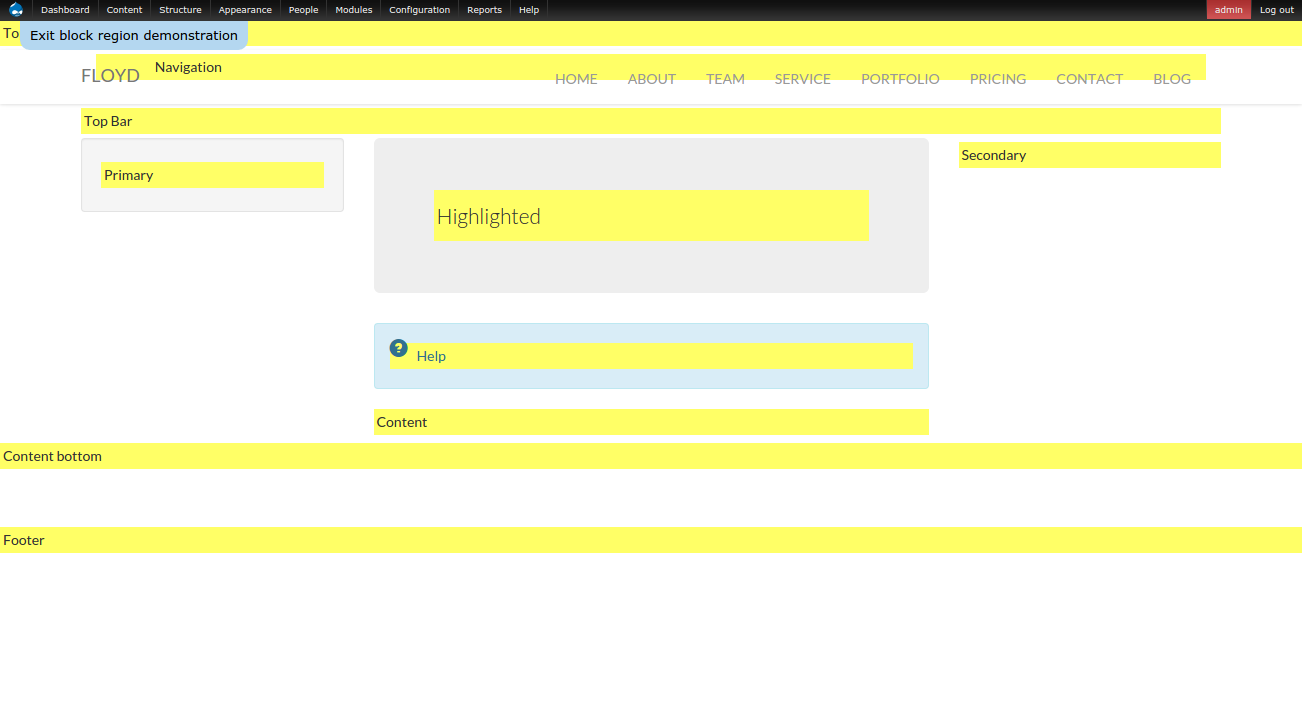 Dashboard Content Structure Appearance People Modules Configuration Reports Help admin Log out
To
Exit block region demonstration
FLOYD Navigation HOME ABOUT TEAM SERVICE PORTFOLIO PRICING CONTACT BLOG
Top Bar
Primary
Secondary
Highlighted
? Help
Content
Content bottom
Footer